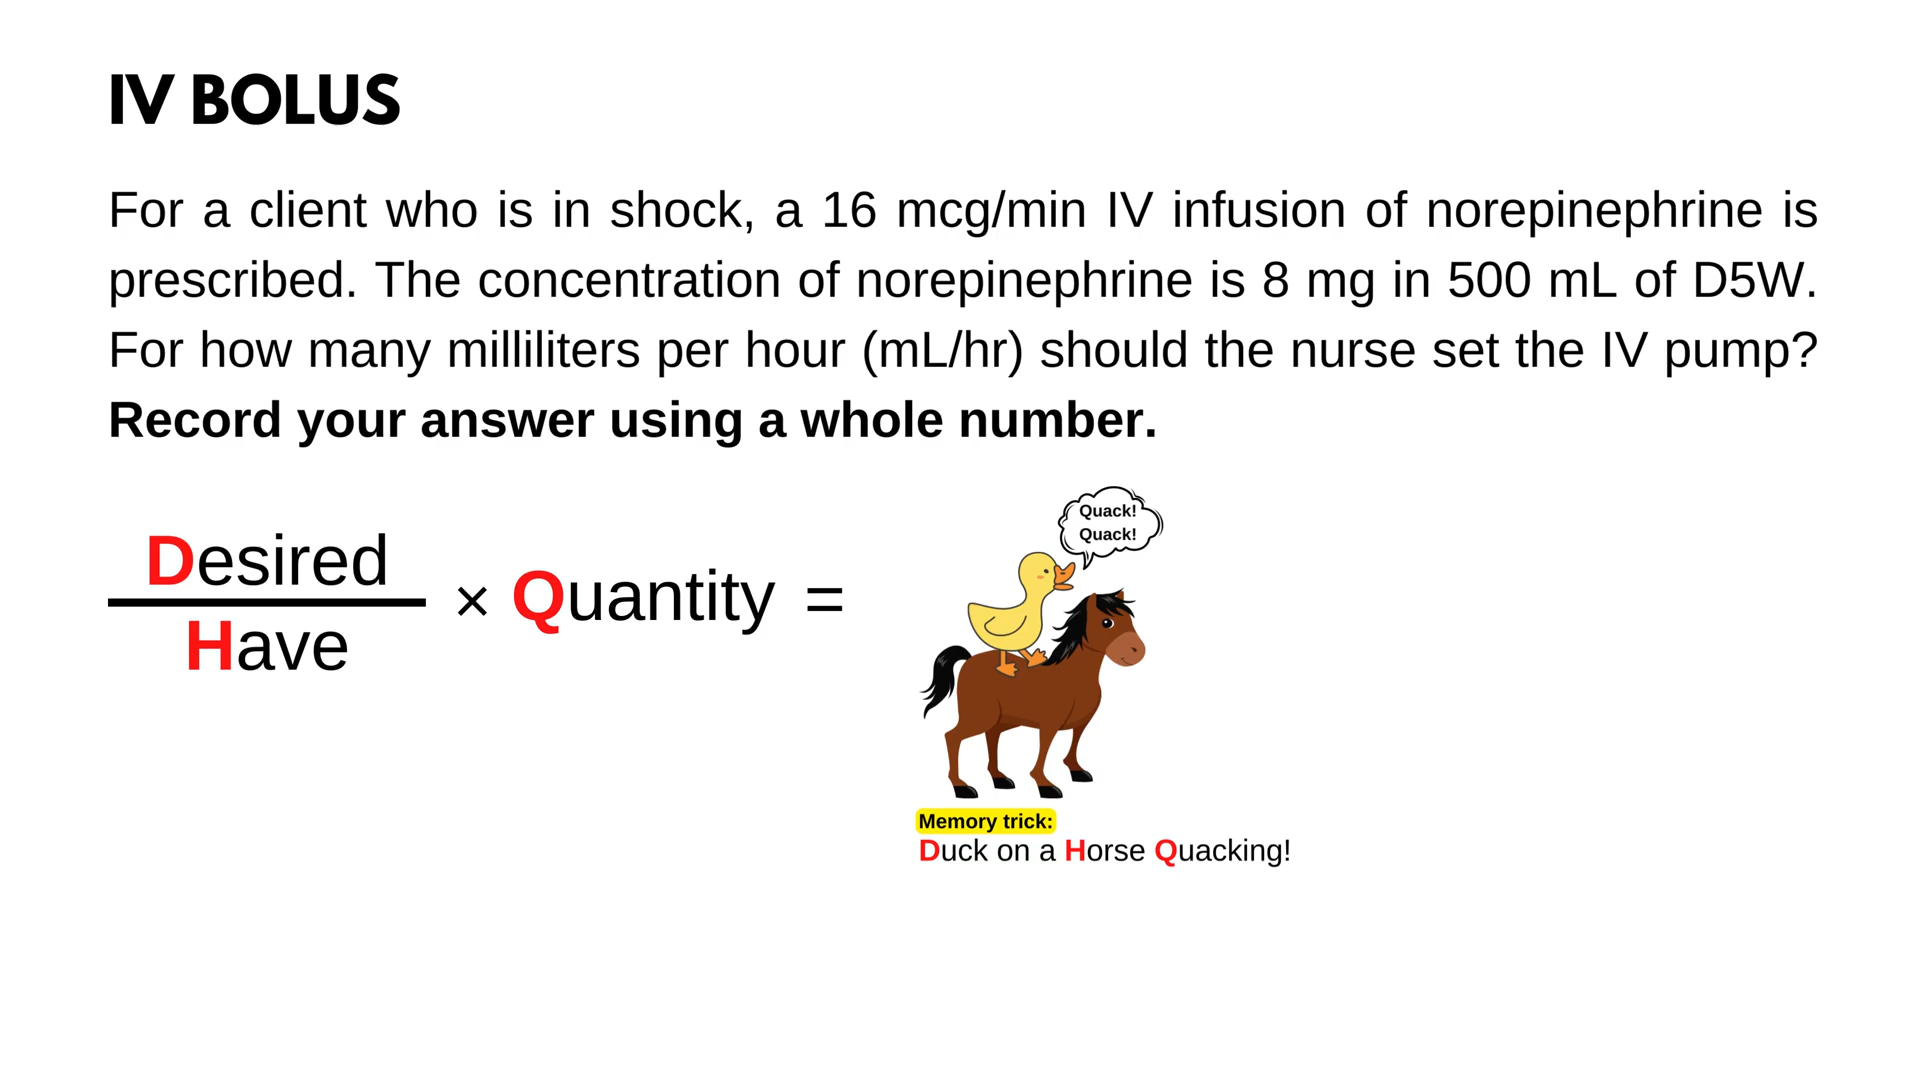 IV BOLUS
For a client who is in shock, a 16 mcg/min IV infusion of norepinephrine is
prescribed. The concentration of norepinephrine is 8 mg in 500 mL of D5W.
For how many milliliters per hour (mL/hr) should the nurse set the IV pump?
Record your answer using a whole number.
Desired
Have
× Quantity =
Quack!
Quack!
Memory trick:
Duck on a Horse Quacking!